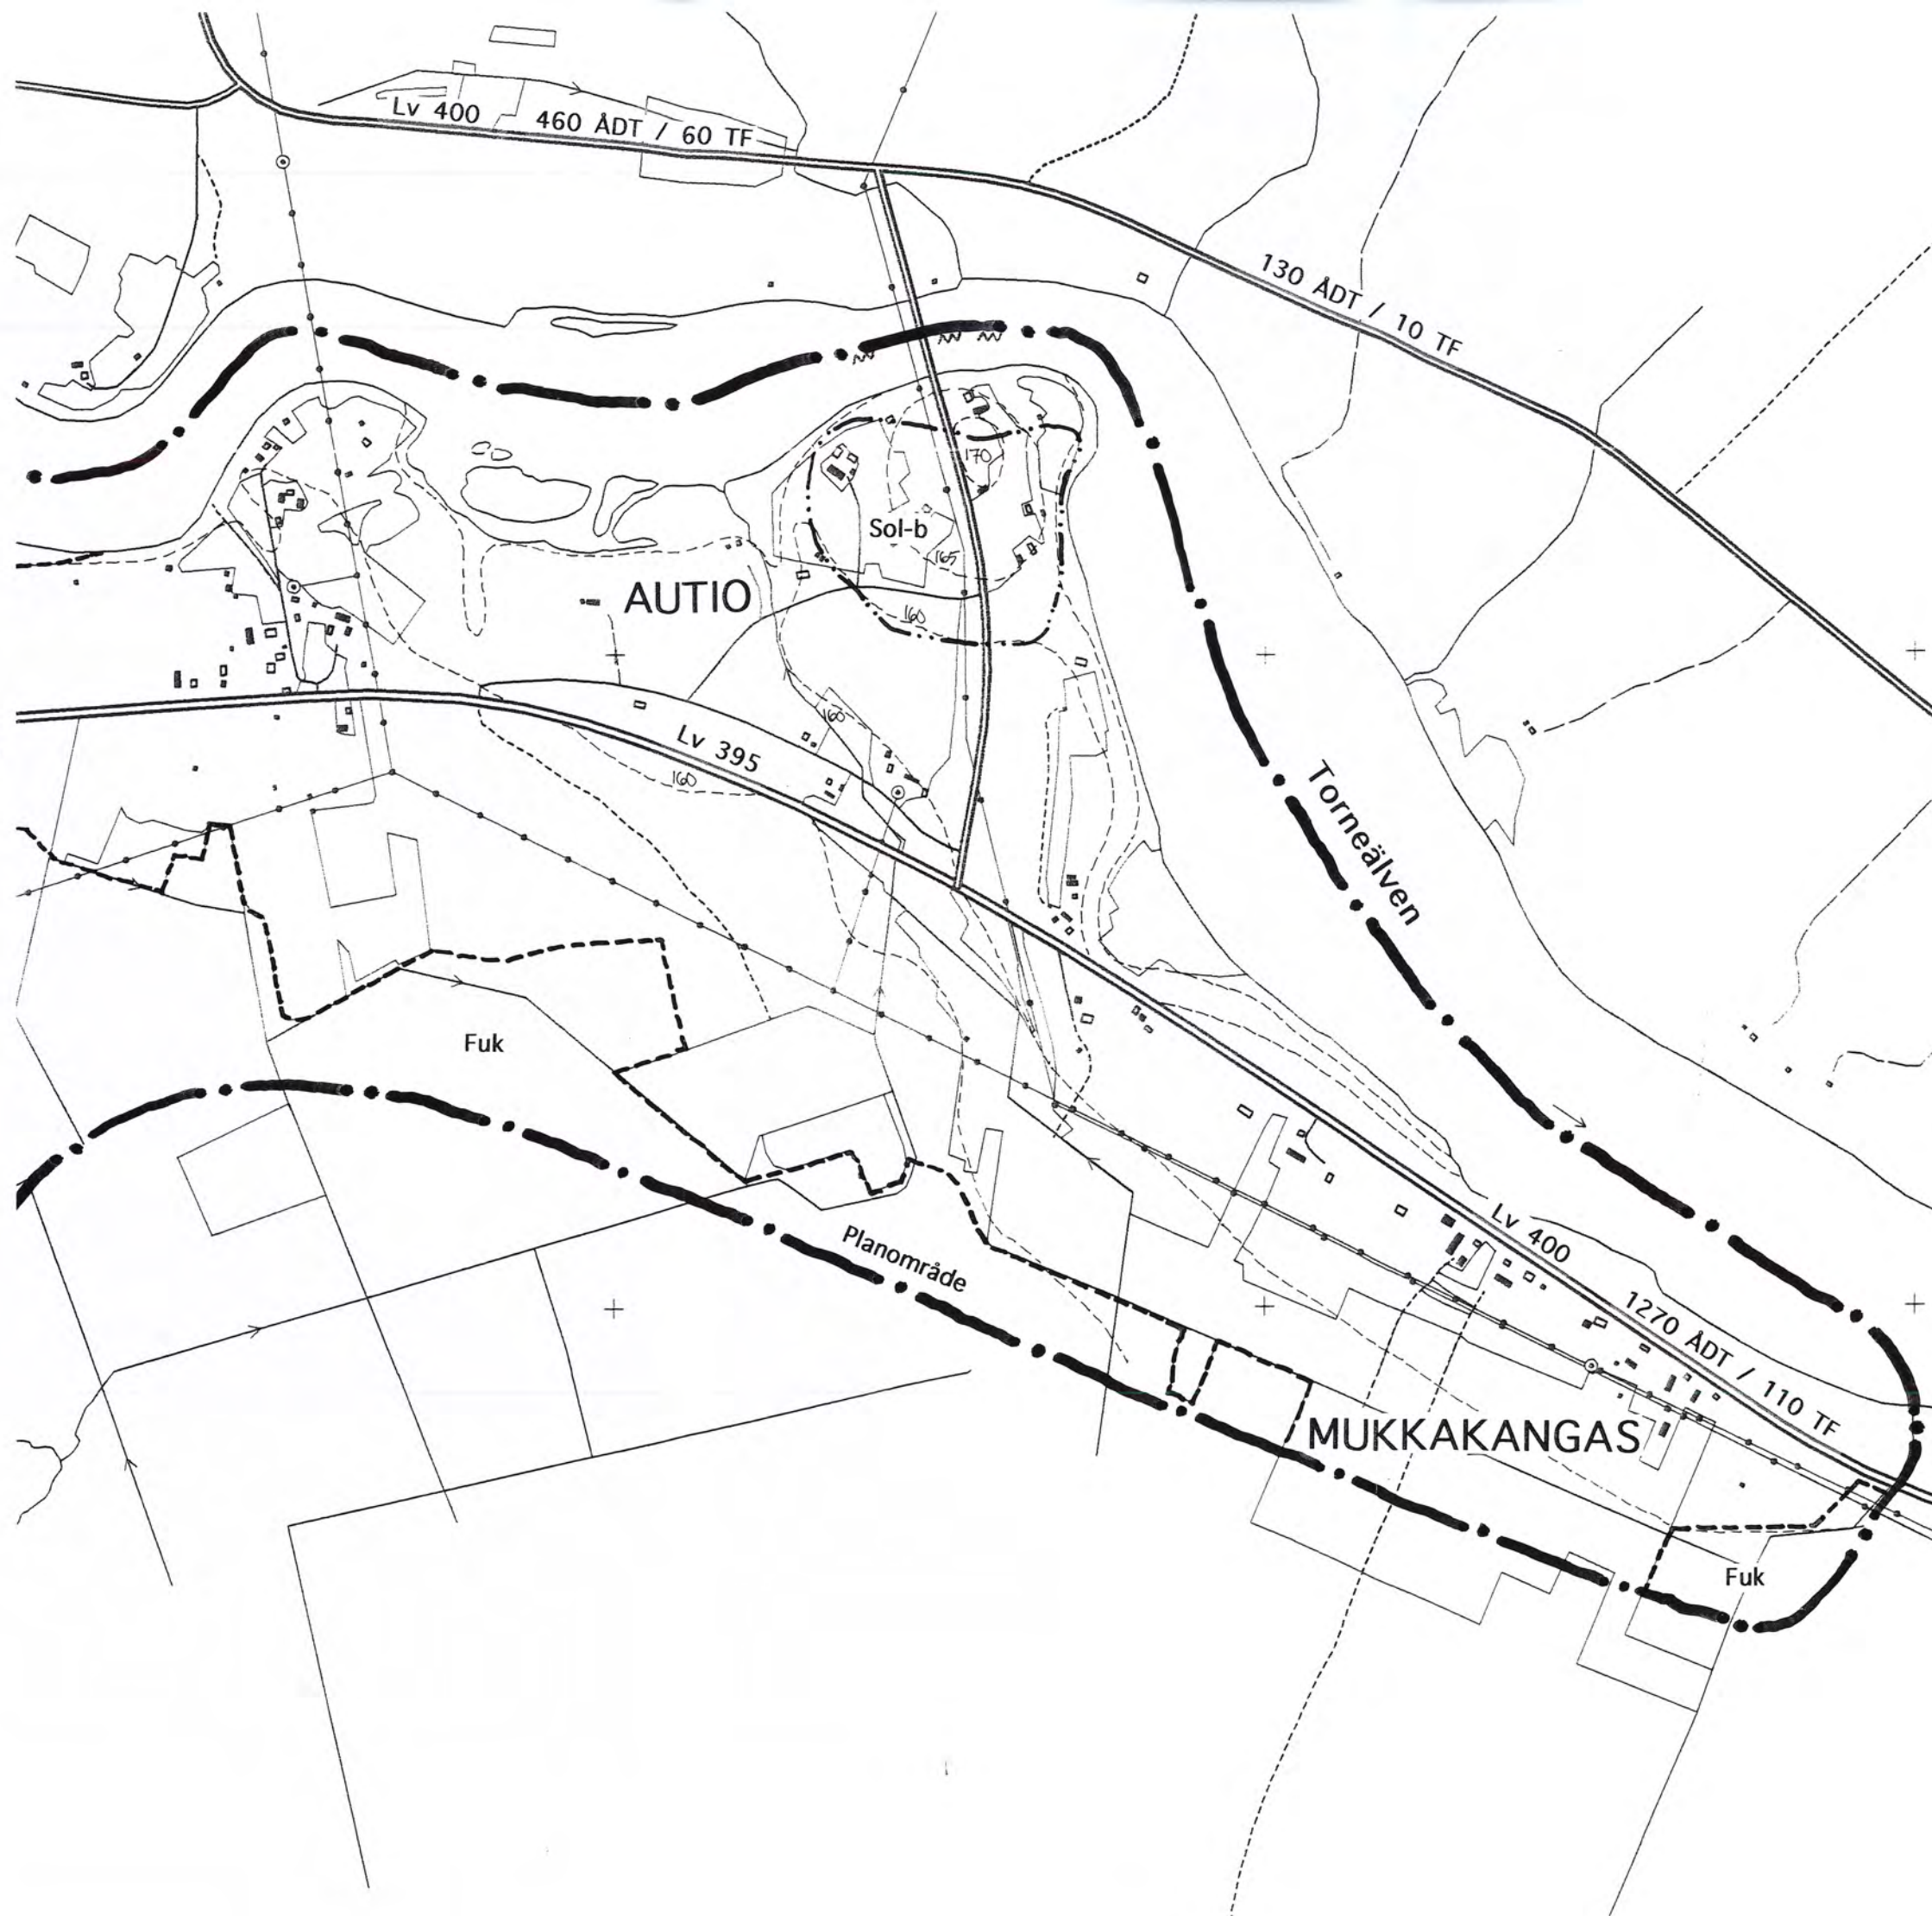 Lv 400 460 ÅDT / 60 TF
130 ÅDT / 10 TF
170
Sol-b
165
AUTIO
160
160
Lv 395
160
Torneälven
Fuk
Planområde
Lv 400
1270 ÅDT / 110 TF
MUKKAKANGAS
Fuk